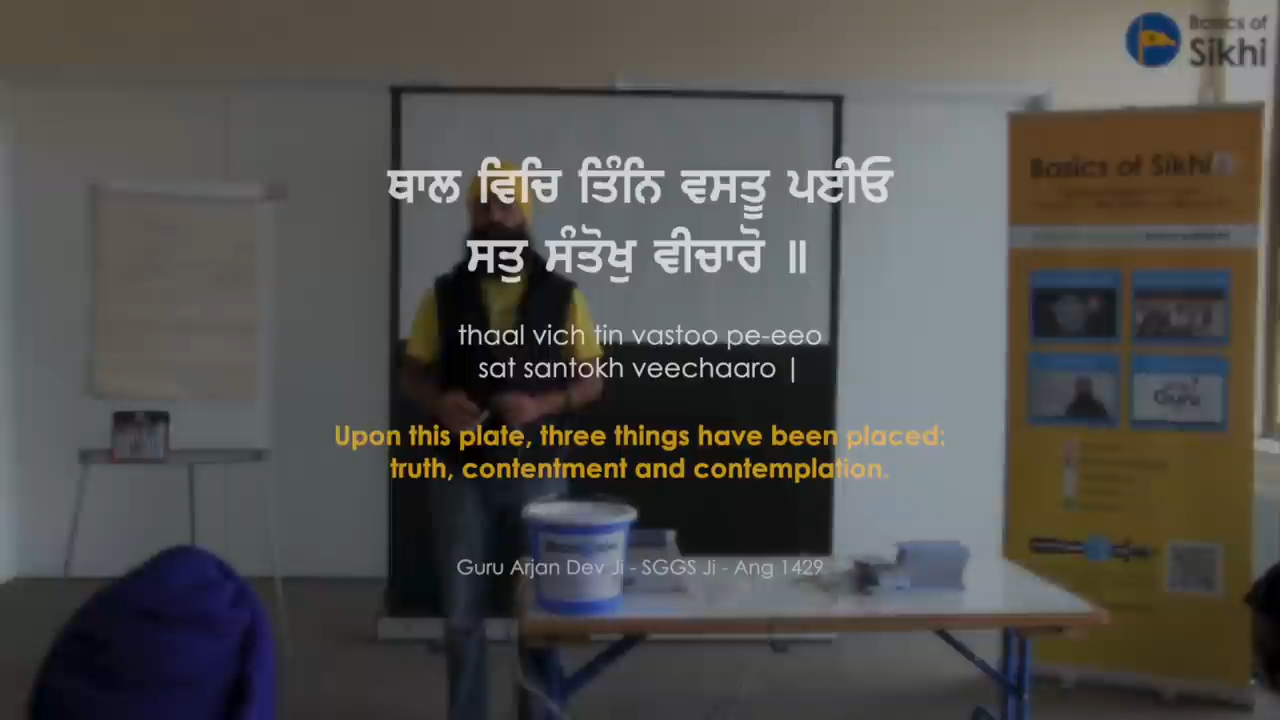 Basics of
Sikhi
Basics of Sikhi
ਥਾਲ ਵਿਚਿ ਤਿੰਨਿ ਵਸਤੂ ਪਈਓ
ਸਤੁ ਸੰਤੋਖੁ ਵੀਚਾਰੋ ॥
thaal vich tin vastoo pe-eeo
sat santokh veechaaro |
Upon this plate, three things have been placed:
truth, contentment and contemplation.
Guru Arjan Dev Ji - SGGS Ji - Ang 1429
Guru